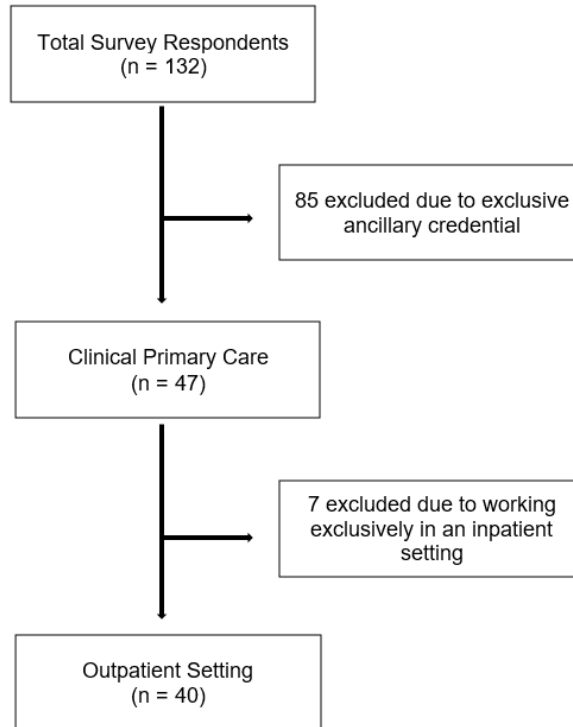 Total Survey Respondents
(n = 132)
85 excluded due to exclusive
ancillary credential
Clinical Primary Care
(n = 47)
7 excluded due to working
exclusively in an inpatient
setting
Outpatient Setting
(n = 40)